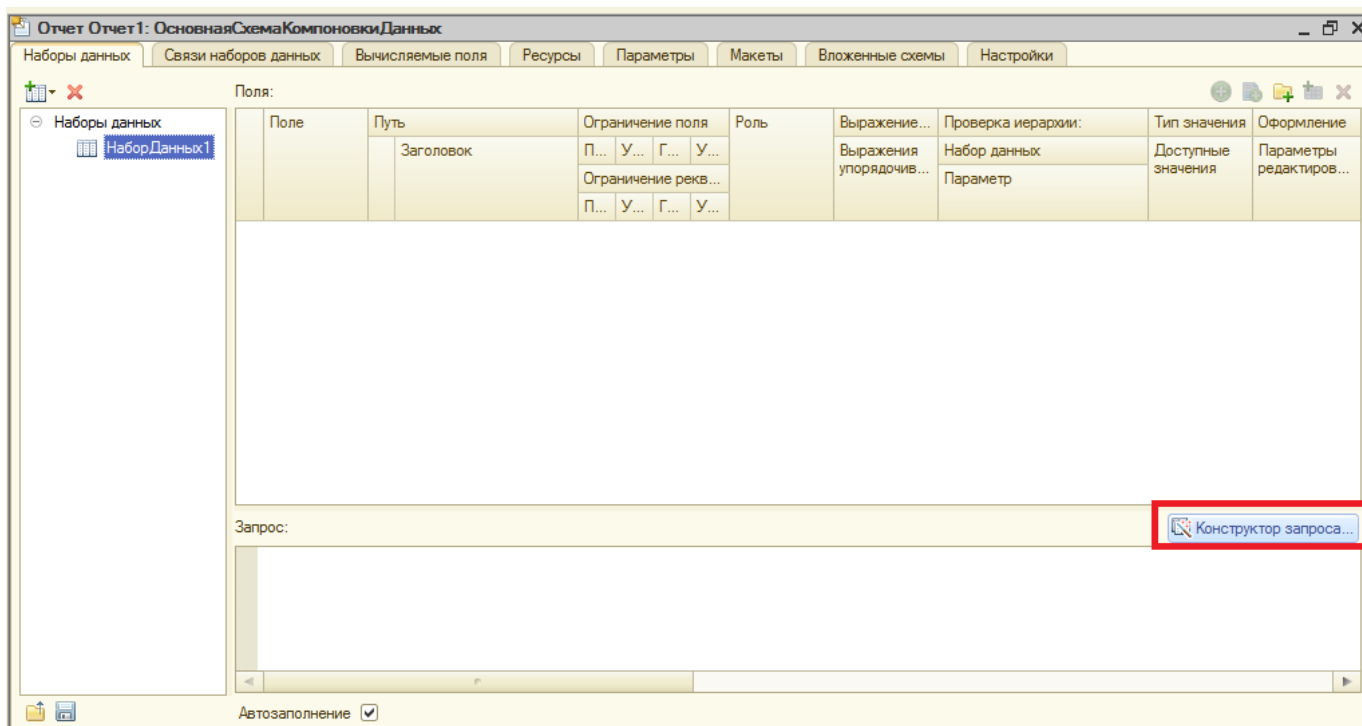 Отчет Отчет1: ОсновнаяСхемаКомпоновкиДанных
Наборы данных Связи наборов данных Вычисляемые поля Ресурсы Параметры Макеты Вложенные схемы Настройки
Поля:
Наборы данных
НаборДанных1
Поле Путь Ограничение поля Роль Выражение... Проверка иерархии: Тип значения Оформление
Заголовок П... У... Г... У... Выражения упорядочив... Набор данных Доступные значения Параметры редактиров...
Ограничение рекв... Параметр
П... У... Г... У...
Запрос:
Конструктор запроса...
Автозаполнение